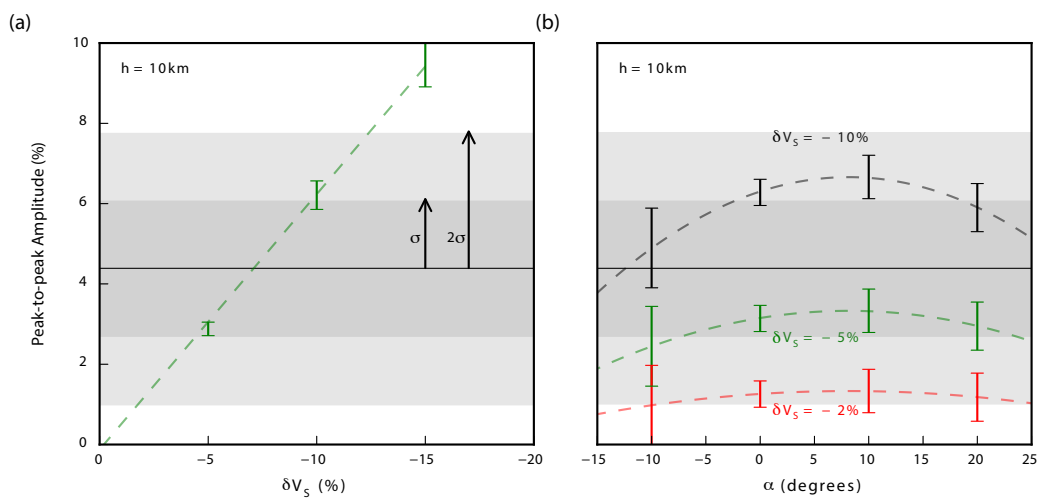 (a)
(b)
Peak-to-peak Amplitude (%)
10
8
6
4
2
0
h = 10km
σ
2σ
0
−5
−10
−15
−20
δV_S (%)
h = 10km
δV_S = − 10%
δV_S = − 5%
δV_S = − 2%
−15
−10
−5
0
5
10
15
20
25
α (degrees)